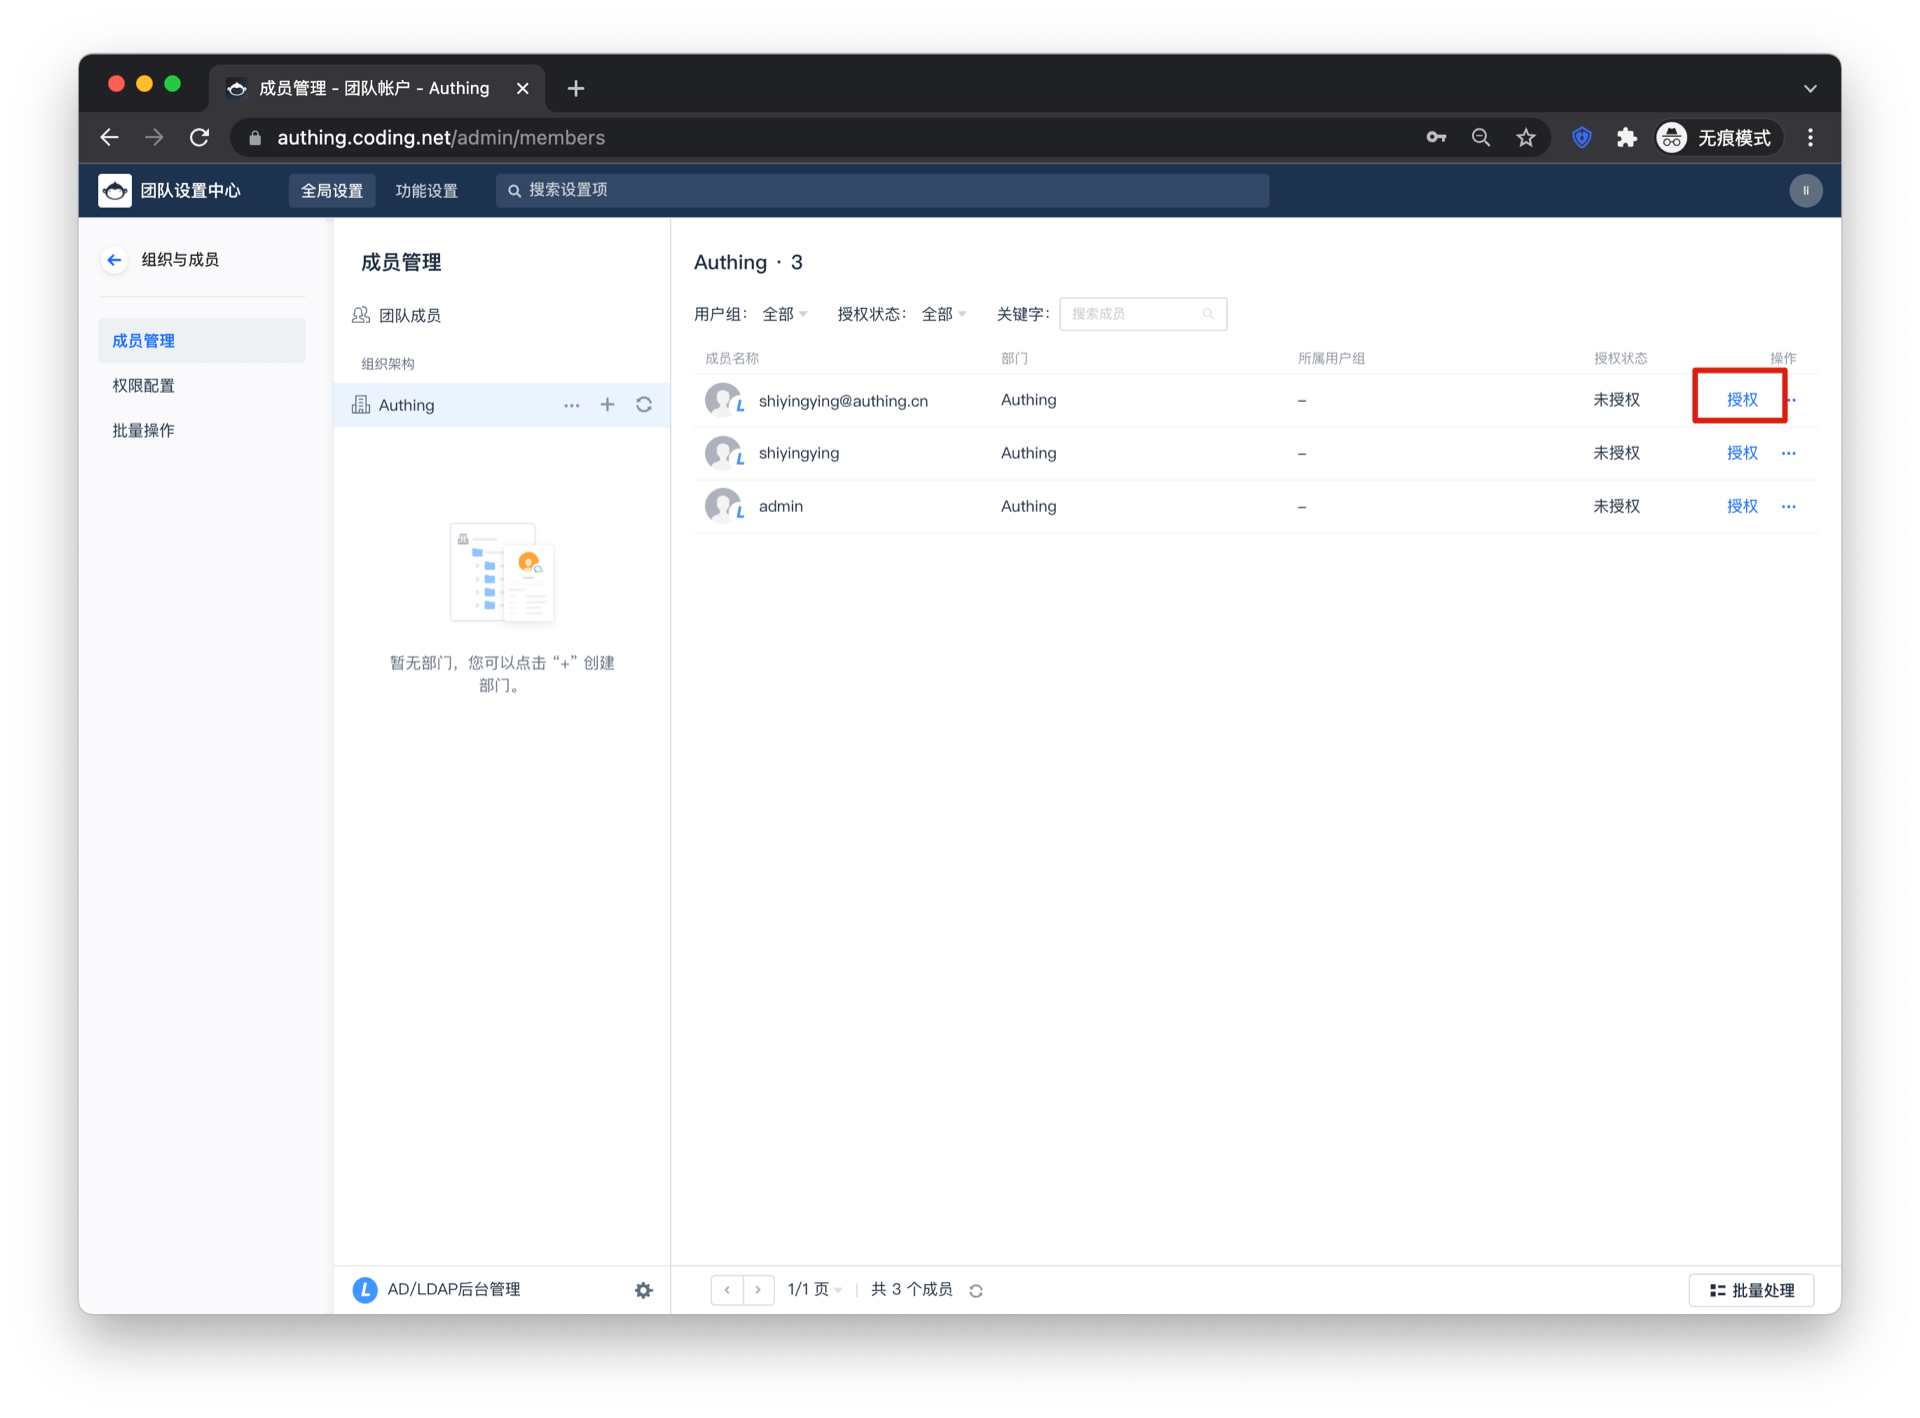 成员管理 - 团队帐户 - Authing
authing.coding.net/admin/members
无痕模式
团队设置中心
全局设置
功能设置
搜索设置项
li
组织与成员
成员管理
权限配置
批量操作
成员管理
团队成员
组织架构
Authing
暂无部门，您可以点击“+”创建
部门。
L AD/LDAP后台管理
Authing · 3
用户组： 全部 授权状态： 全部 关键字： 搜索成员
成员名称 部门 所属用户组 授权状态 操作
L shiyingying@authing.cn Authing – 未授权 授权
L shiyingying Authing – 未授权 授权 ···
L admin Authing – 未授权 授权 ···
1/1 页 共 3 个成员
批量处理